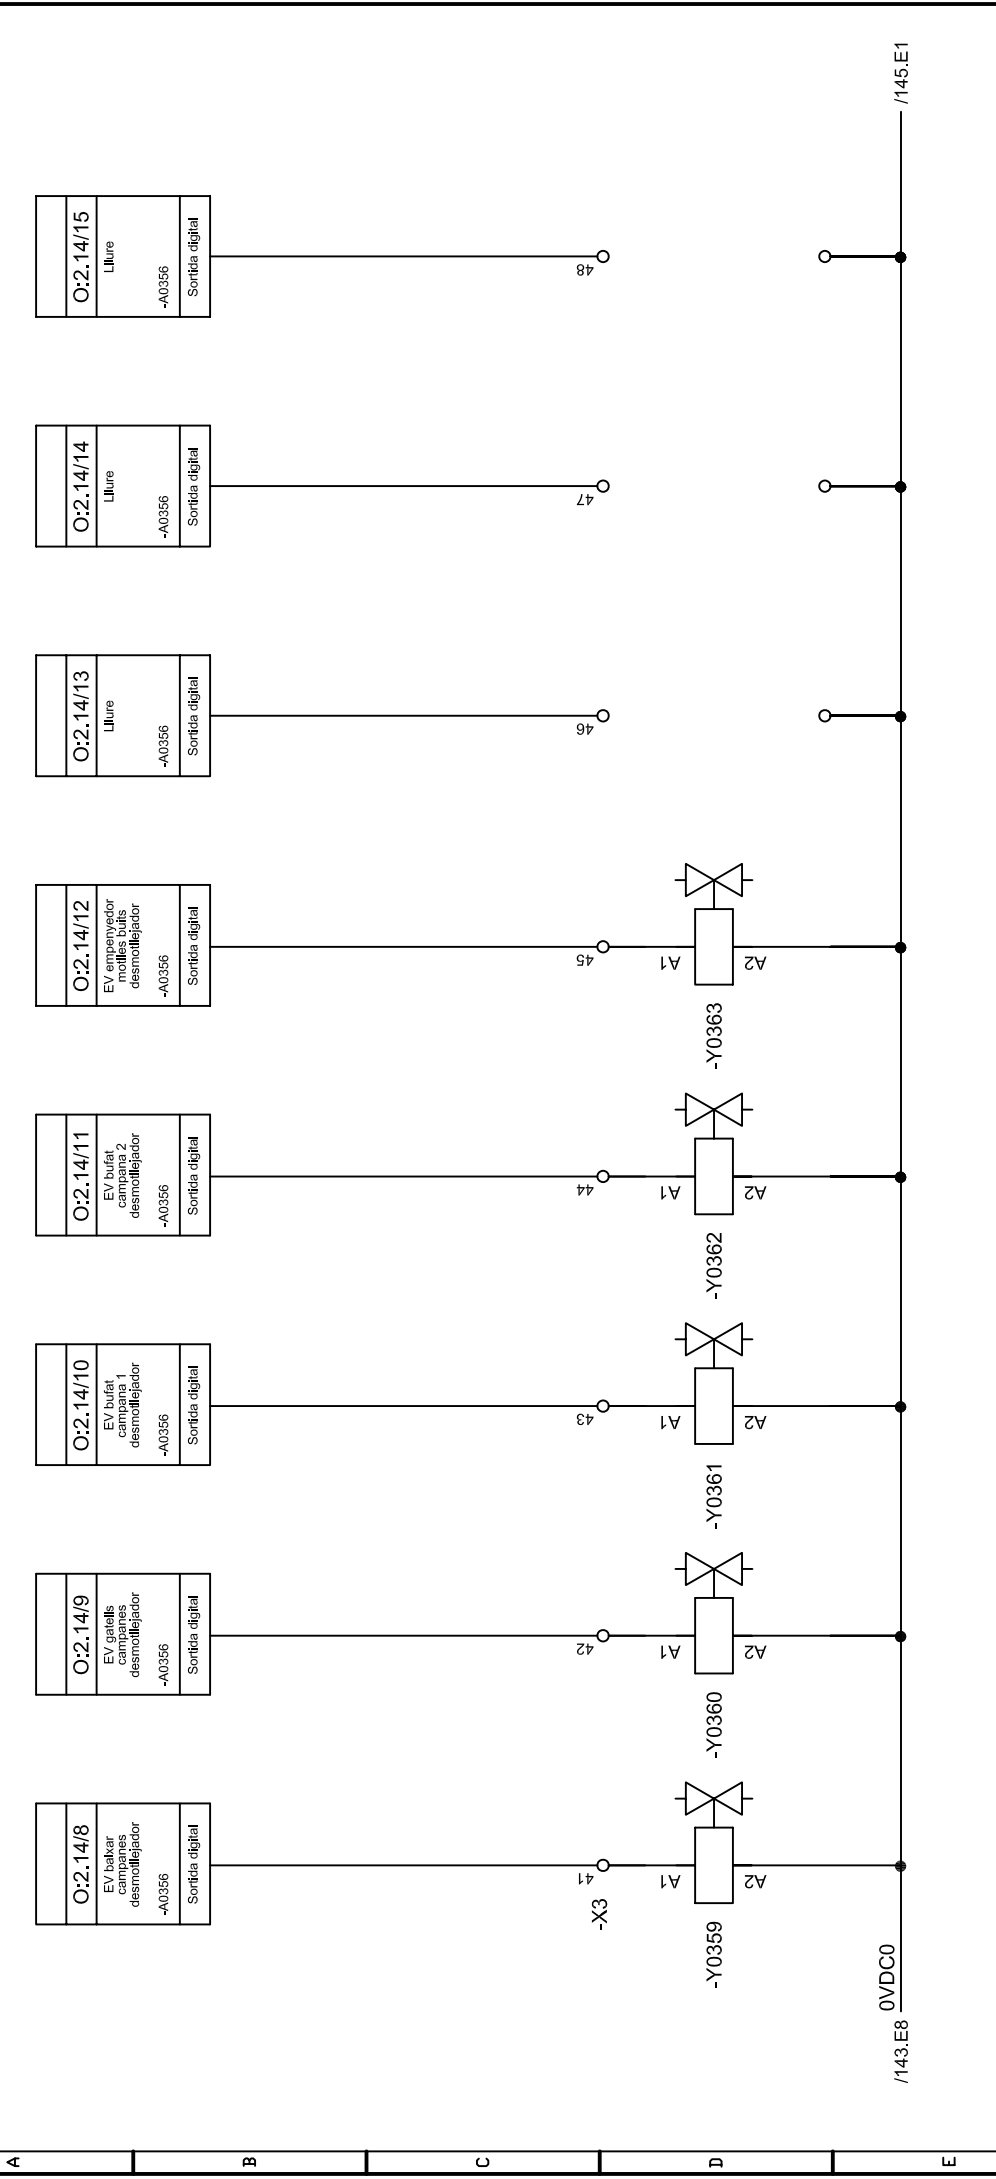 O:2.14/8
EV baixar
campanes
desmotllejador
-A0356
Sortida digital
O:2.14/9
EV gatells
campanes
desmotllejador
-A0356
Sortida digital
O:2.14/10
EV bufat
campana 1
desmotllejador
-A0356
Sortida digital
O:2.14/11
EV bufat
campana 2
desmotllejador
-A0356
Sortida digital
O:2.14/12
EV empenyedor
motlles buits
desmotllejador
-A0356
Sortida digital
O:2.14/13
Lliure
-A0356
Sortida digital
O:2.14/14
Lliure
-A0356
Sortida digital
O:2.14/15
Lliure
-A0356
Sortida digital
-X3
41
42
43
44
45
46
47
48
A1
A2
-Y0359
A1
A2
-Y0360
A1
A2
-Y0361
A1
A2
-Y0362
A1
A2
-Y0363
/143.E8
0VDC0
/145.E1
A
B
C
D
E